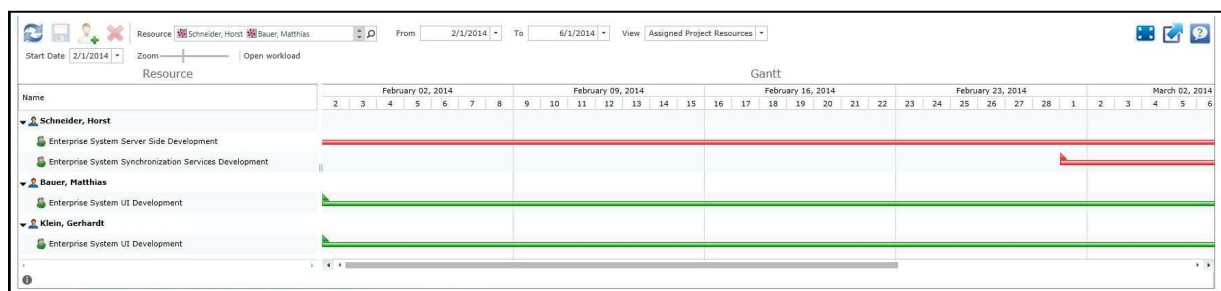 Resource Schneider, Horst Bauer, Matthias From 2/1/2014 To 6/1/2014 View Assigned Project Resources
Start Date 2/1/2014 Zoom Open workload
Resource Gantt
Name
February 02, 2014 February 09, 2014 February 16, 2014 February 23, 2014 March 02, 2014
2 3 4 5 6 7 8 9 10 11 12 13 14 15 16 17 18 19 20 21 22 23 24 25 26 27 28 1 2 3 4 5 6
Schneider, Horst
Enterprise System Server Side Development
Enterprise System Synchronization Services Development
Bauer, Matthias
Enterprise System UI Development
Klein, Gerhardt
Enterprise System UI Development